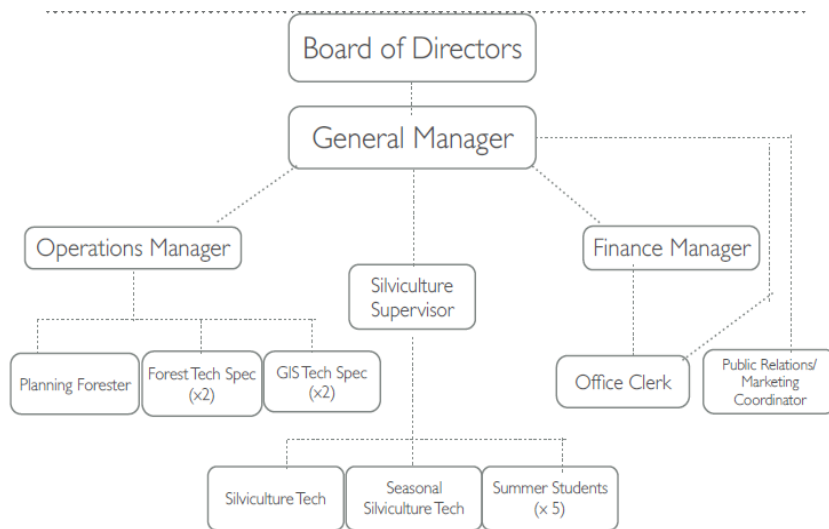 Board of Directors
General Manager
Operations Manager
Finance Manager
Silviculture
Supervisor
Planning Forester
Forest Tech Spec
(x2)
GIS Tech Spec
(x2)
Office Clerk
Public Relations/
Marketing
Coordinator
Silviculture Tech
Seasonal
Silviculture Tech
Summer Students
(x 5)